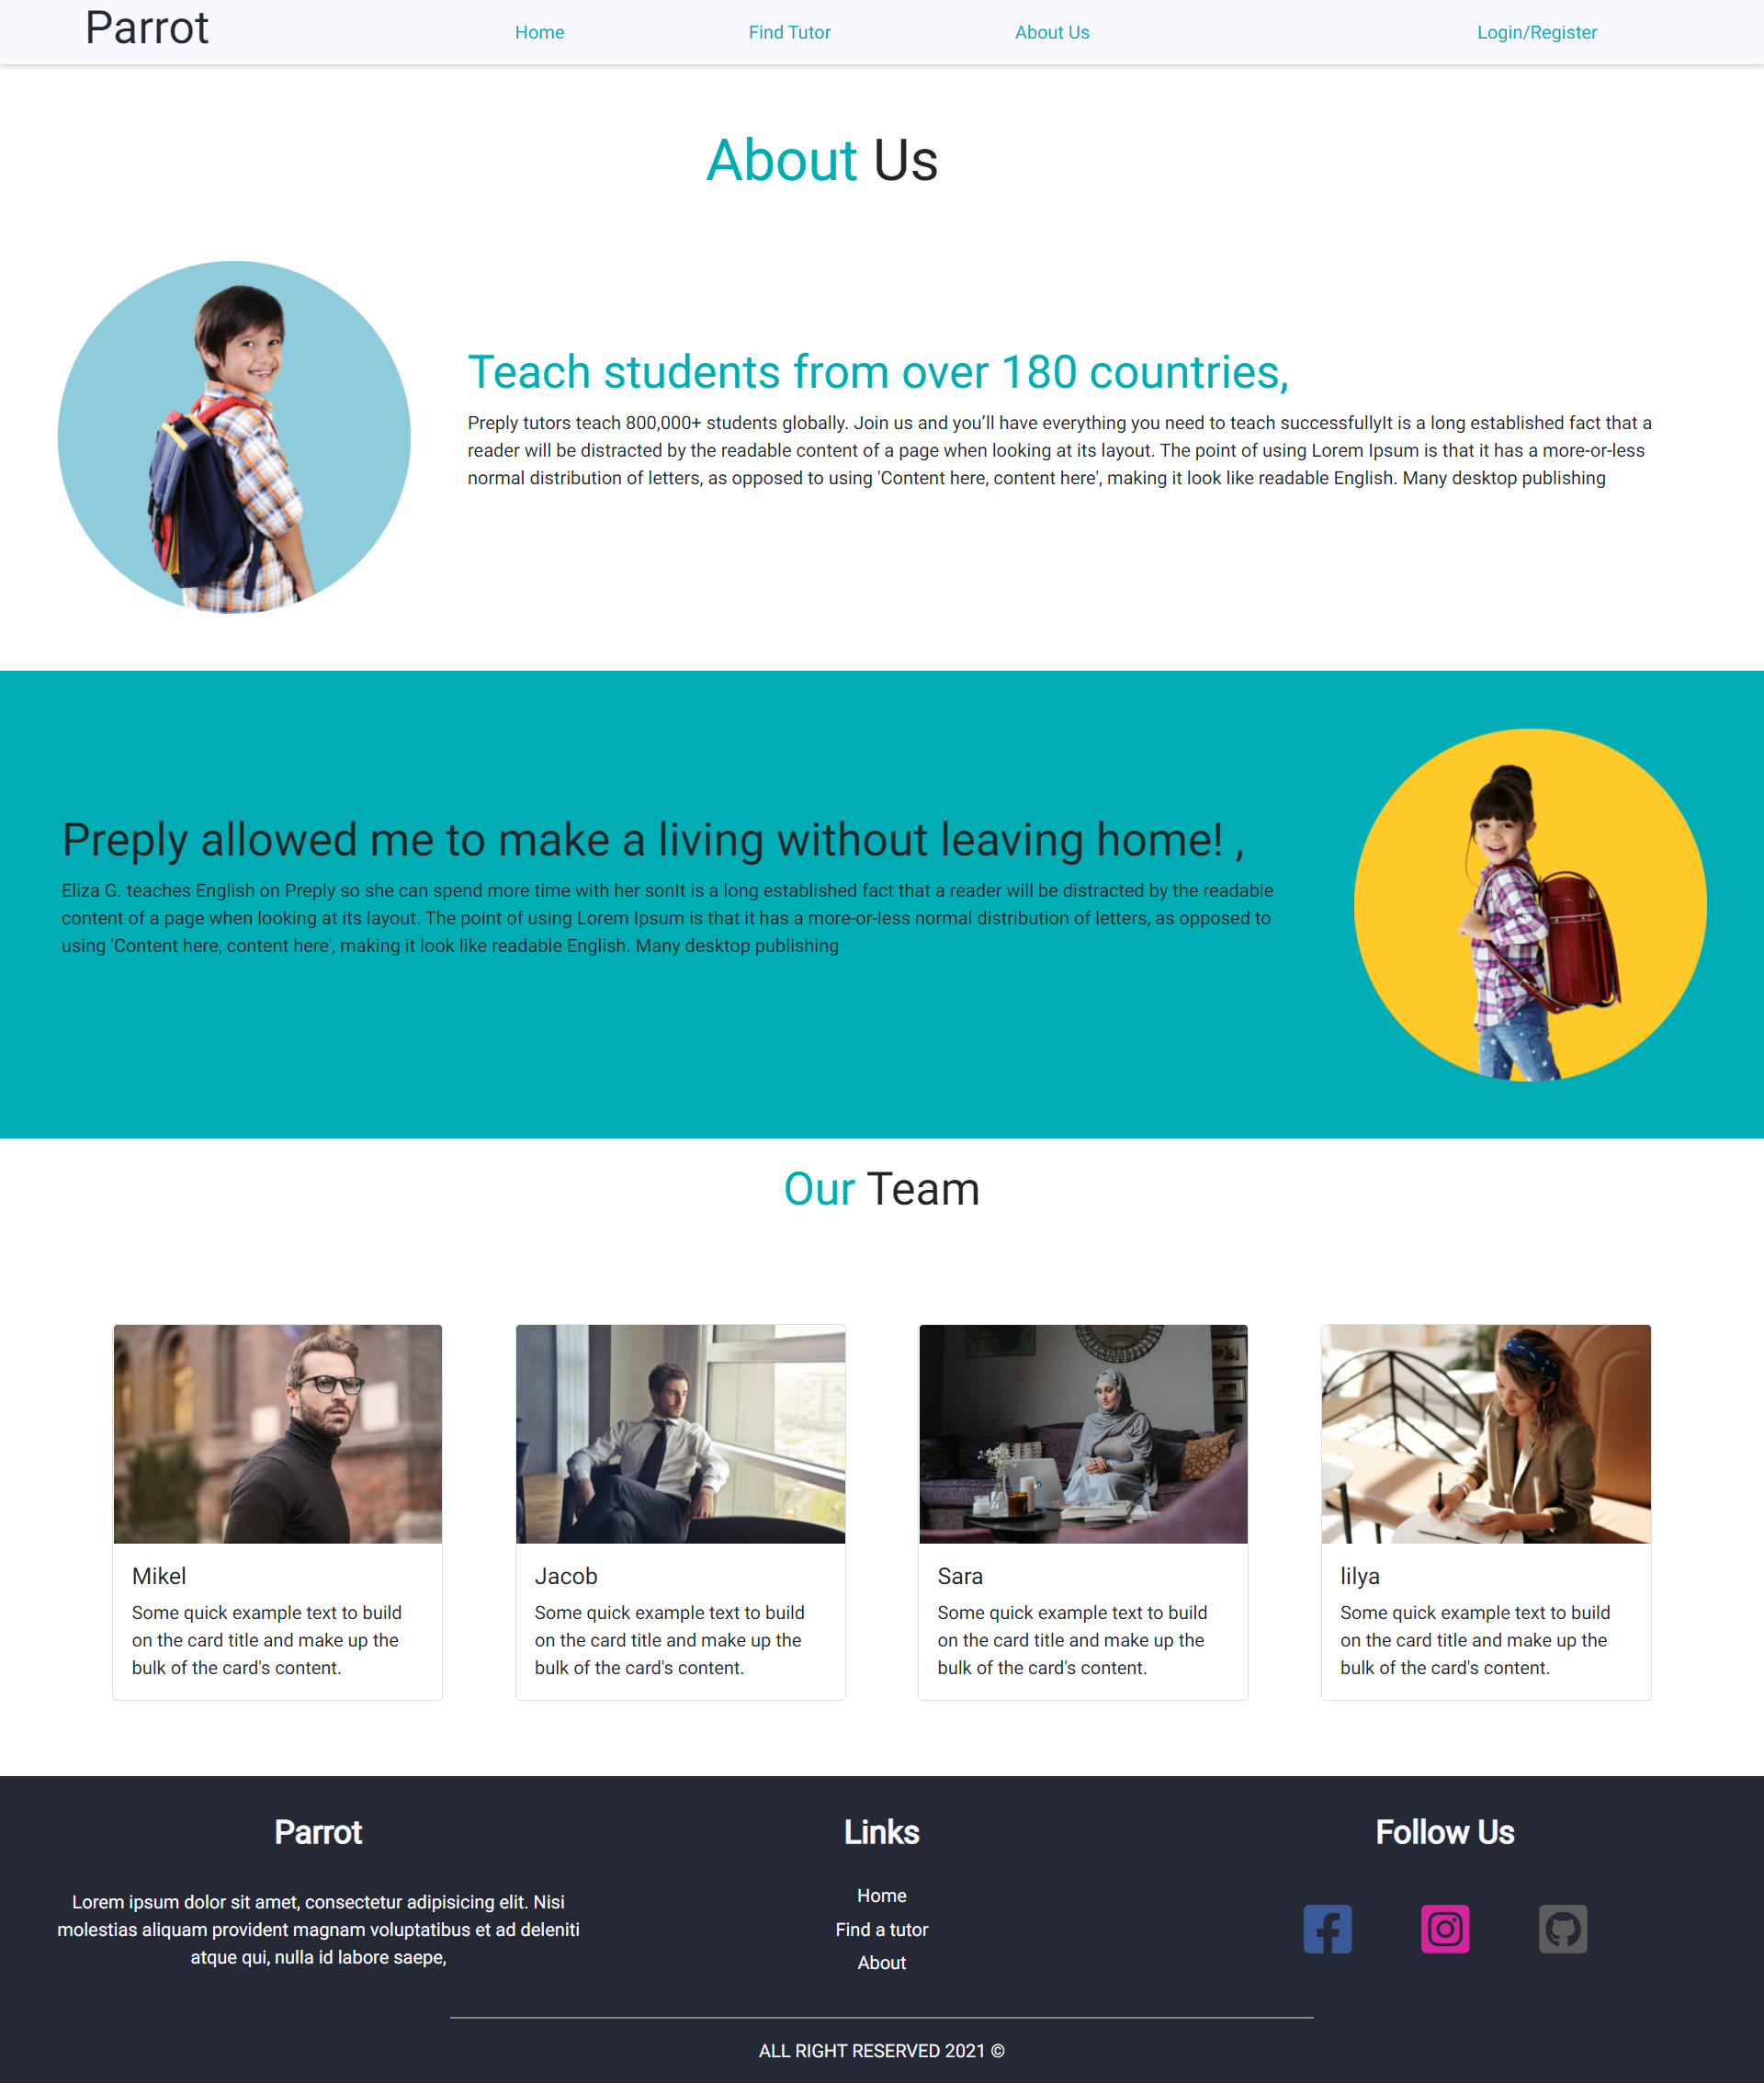 Parrot
Home
Find Tutor
About Us
Login/Register
About Us
Teach students from over 180 countries,
Preply tutors teach 800,000+ students globally. Join us and you’ll have everything you need to teach successfullyIt is a long established fact that a
reader will be distracted by the readable content of a page when looking at its layout. The point of using Lorem Ipsum is that it has a more-or-less
normal distribution of letters, as opposed to using 'Content here, content here', making it look like readable English. Many desktop publishing
Preply allowed me to make a living without leaving home! ,
Eliza G. teaches English on Preply so she can spend more time with her sonIt is a long established fact that a reader will be distracted by the readable
content of a page when looking at its layout. The point of using Lorem Ipsum is that it has a more-or-less normal distribution of letters, as opposed to
using 'Content here, content here', making it look like readable English. Many desktop publishing
Our Team
Mikel
Some quick example text to build
on the card title and make up the
bulk of the card's content.
Jacob
Some quick example text to build
on the card title and make up the
bulk of the card's content.
Sara
Some quick example text to build
on the card title and make up the
bulk of the card's content.
lilya
Some quick example text to build
on the card title and make up the
bulk of the card's content.
Parrot
Lorem ipsum dolor sit amet, consectetur adipisicing elit. Nisi
molestias aliquam provident magnam voluptatibus et ad deleniti
atque qui, nulla id labore saepe,
Links
Home
Find a tutor
About
Follow Us
ALL RIGHT RESERVED 2021 ©